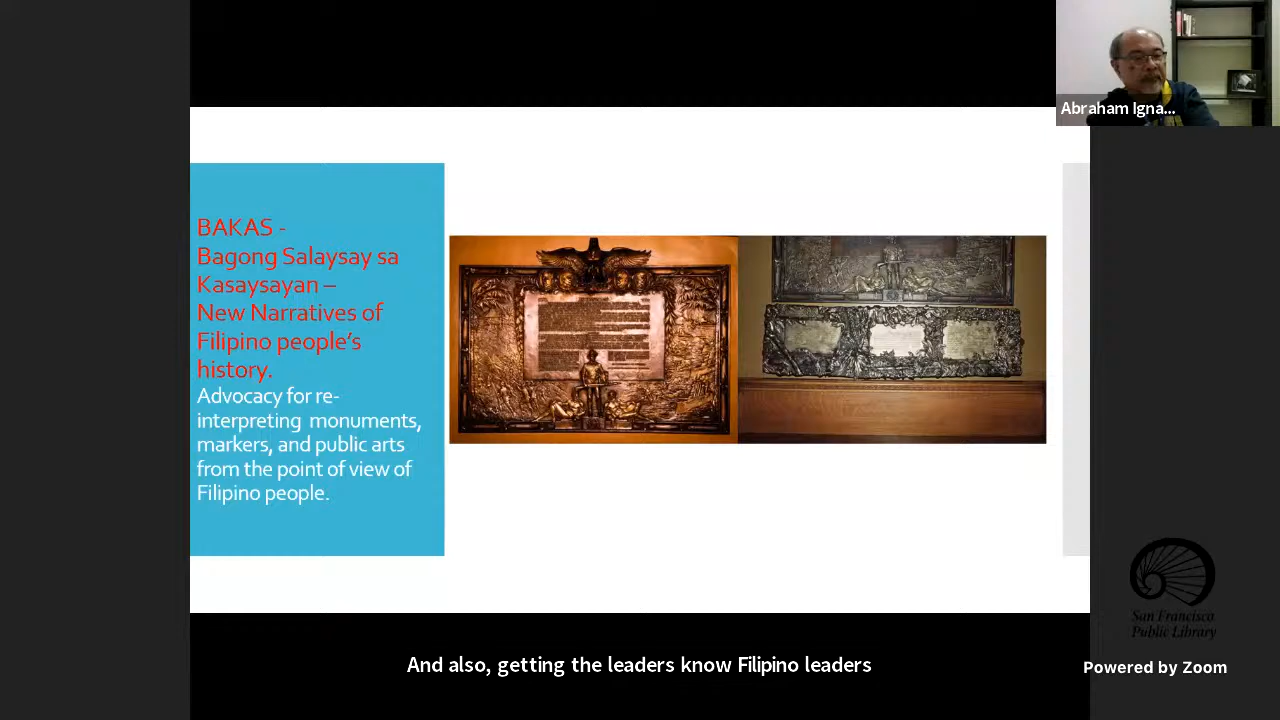 Abraham Igna...
BAKAS -
Bagong Salaysay sa
Kasaysayan –
New Narratives of
Filipino people’s
history.
Advocacy for re-
interpreting monuments,
markers, and public arts
from the point of view of
Filipino people.
San Francisco
Public Library
And also, getting the leaders know Filipino leaders
Powered by Zoom